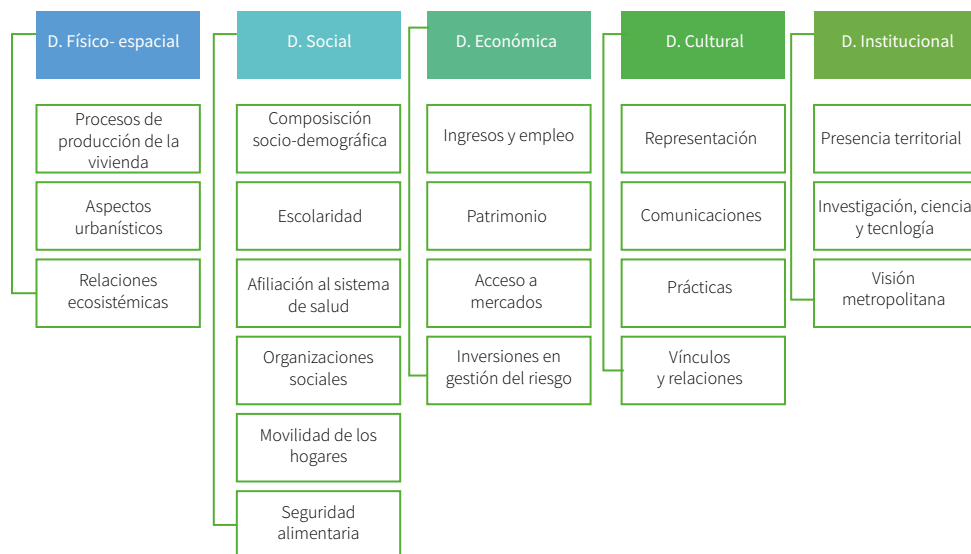 D. Físico- espacial
Procesos de
producción de la
vivienda
Aspectos
urbanísticos
Relaciones
ecosistémicas
D. Social
Composisción
socio-demográfica
Escolaridad
Afiliación al sistema
de salud
Organizaciones
sociales
Movilidad de los
hogares
Seguridad
alimentaria
D. Económica
Ingresos y empleo
Patrimonio
Acceso a
mercados
Inversiones en
gestión del riesgo
D. Cultural
Representación
Comunicaciones
Prácticas
Vínculos
y relaciones
D. Institucional
Presencia territorial
Investigación, ciencia
y tecnlogía
Visión
metropolitana